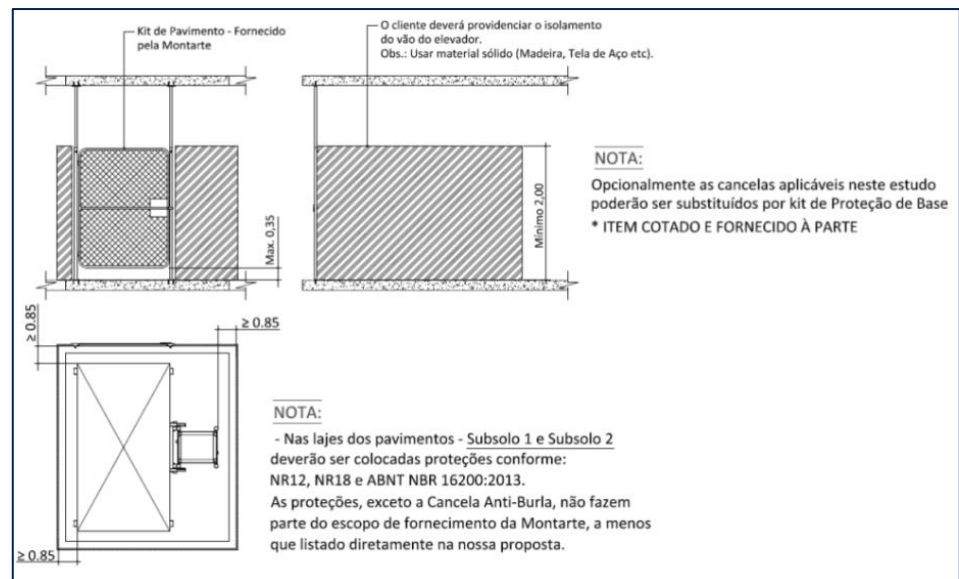 Kit de Pavimento - Fornecido
pela Montarte
O cliente deverá providenciar o isolamento
do vão do elevador.
Obs.: Usar material sólido (Madeira, Tela de Aço etc).
Max. 0,35
Mínimo 2,00
NOTA:
Opcionalmente as cancelas aplicáveis neste estudo
poderão ser substituídos por kit de Proteção de Base
* ITEM COTADO E FORNECIDO À PARTE
≥ 0.85
≥ 0.85
≥ 0.85
NOTA:
- Nas lajes dos pavimentos - Subsolo 1 e Subsolo 2
deverão ser colocadas proteções conforme:
NR12, NR18 e ABNT NBR 16200:2013.
As proteções, exceto a Cancela Anti-Burla, não fazem
parte do escopo de fornecimento da Montarte, a menos
que listado diretamente na nossa proposta.